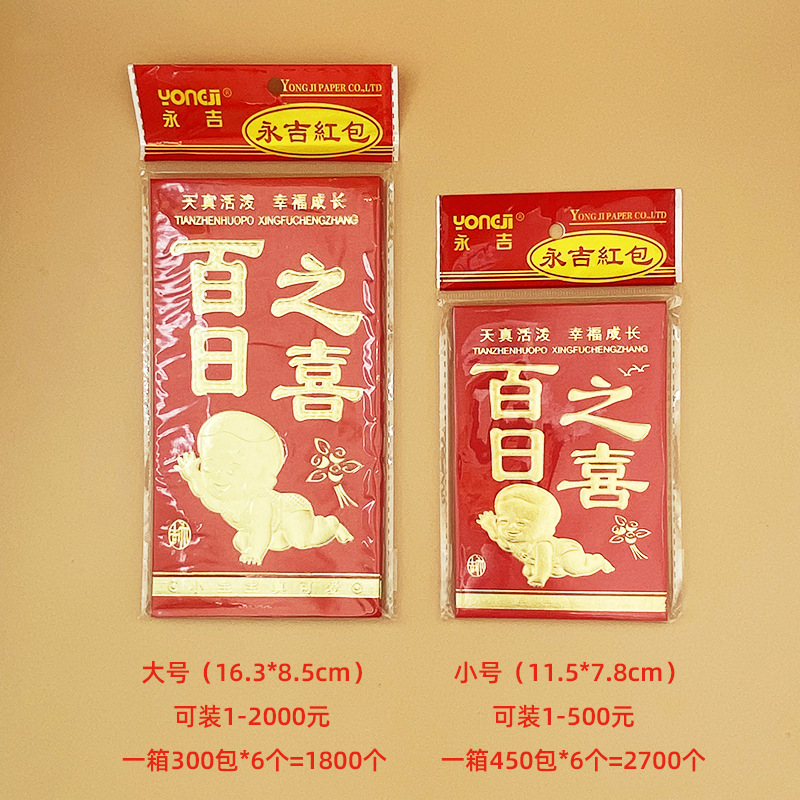 YONGJI®
永吉
YONG JI PAPER CO.,LTD
永吉紅包
天真活泼 幸福成长
TIANZHENHUOPO XINGFUCHENGZHANG
百日
之喜
YONGJI®
永吉
YONG JI PAPER CO.,LTD
永吉紅包
天真活泼 幸福成长
TIANZHENHUOPO XINGFUCHENGZHANG
百日
之喜
大号（16.3*8.5cm）
可装1-2000元
一箱300包*6个=1800个
小号（11.5*7.8cm）
可装1-500元
一箱450包*6个=2700个